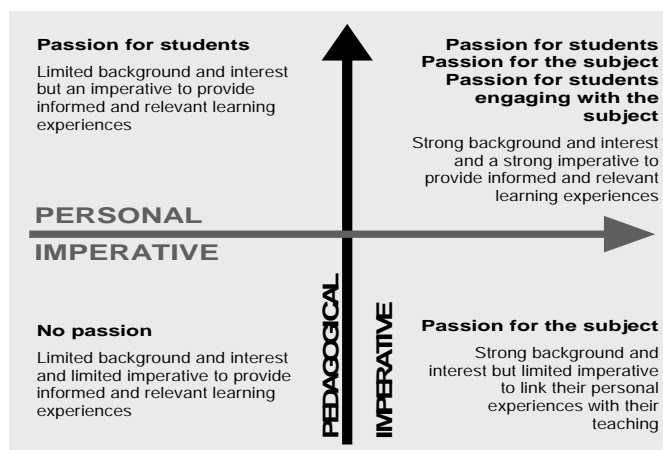 Passion for students
Limited background and interest
but an imperative to provide
informed and relevant learning
experiences
Passion for students
Passion for the subject
Passion for students
engaging with the
subject
Strong background and interest
and a strong imperative to
provide informed and relevant
learning experiences
PERSONAL
IMPERATIVE
PEDAGOGICAL
IMPERATIVE
No passion
Limited background and interest
and limited imperative to provide
informed and relevant learning
experiences
Passion for the subject
Strong background and
interest but limited imperative
to link their personal
experiences with their
teaching